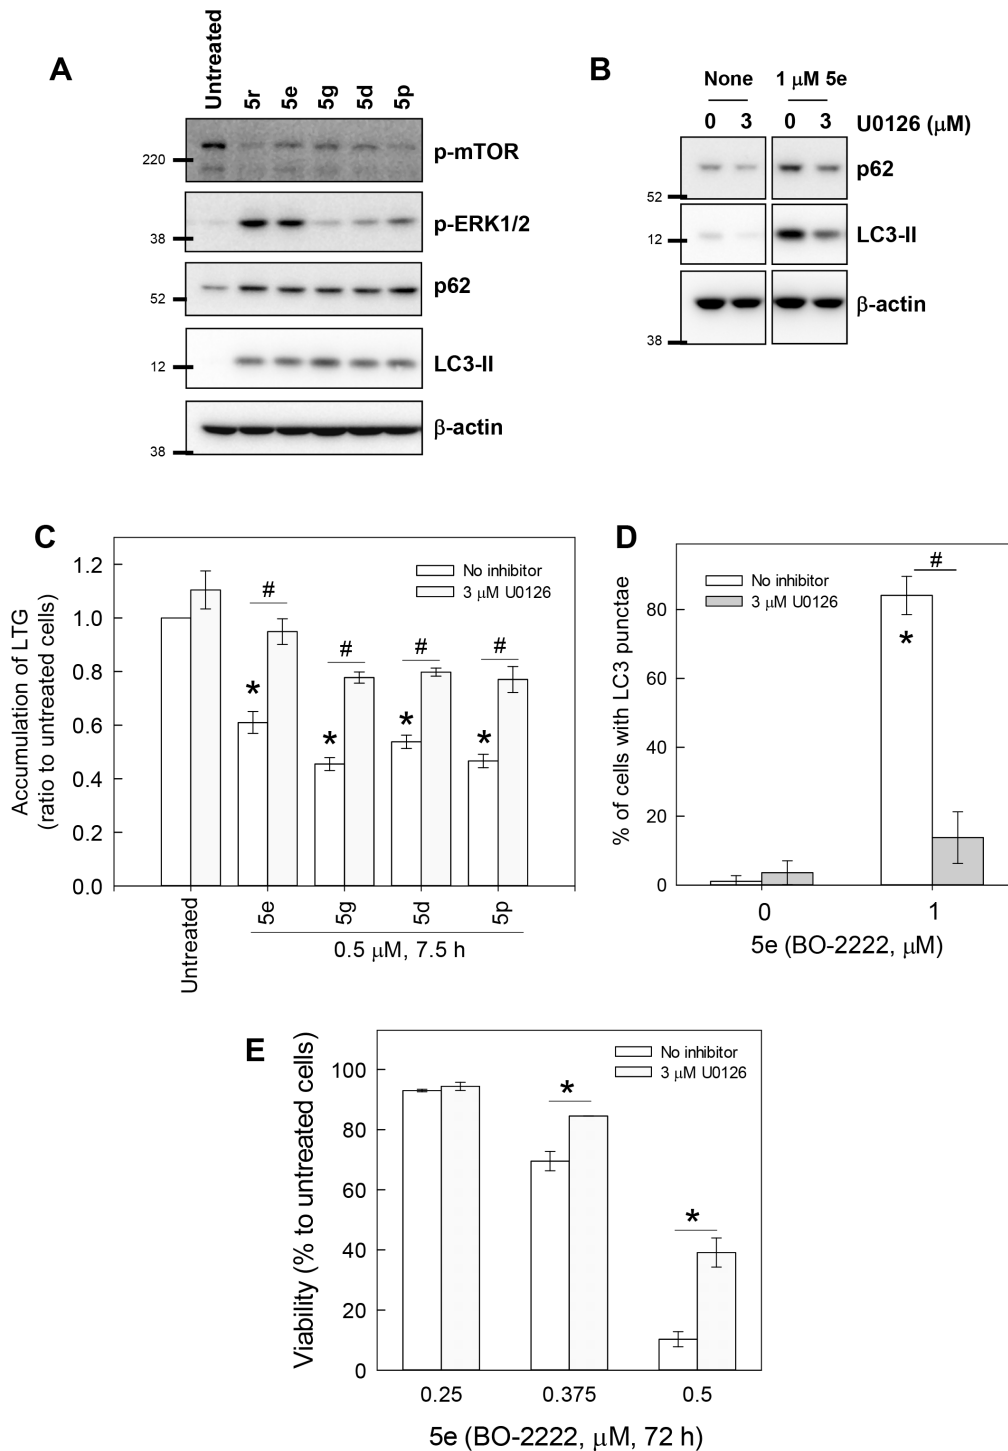 A
Untreated
5r
5e
5g
5d
5p
220
p-mTOR
38
p-ERK1/2
52
p62
12
LC3-II
38
β-actin
B
None
1 μM 5e
0 3 0 3 U0126 (μM)
52
p62
12
LC3-II
38
β-actin
C
Accumulation of LTG
(ratio to untreated cells)
1.2
1.0
0.8
0.6
0.4
0.2
0.0
No inhibitor
3 μM U0126
#
#
#
#
*
*
*
*
Untreated
5e
5g
5d
5p
0.5 μM, 7.5 h
D
% of cells with LC3 punctae
80
60
40
20
0
No inhibitor
3 μM U0126
#
*
0 1
5e (BO-2222, μM)
E
Viability (% to untreated cells)
100
80
60
40
20
0
No inhibitor
3 μM U0126
*
*
0.25 0.375 0.5
5e (BO-2222, μM, 72 h)